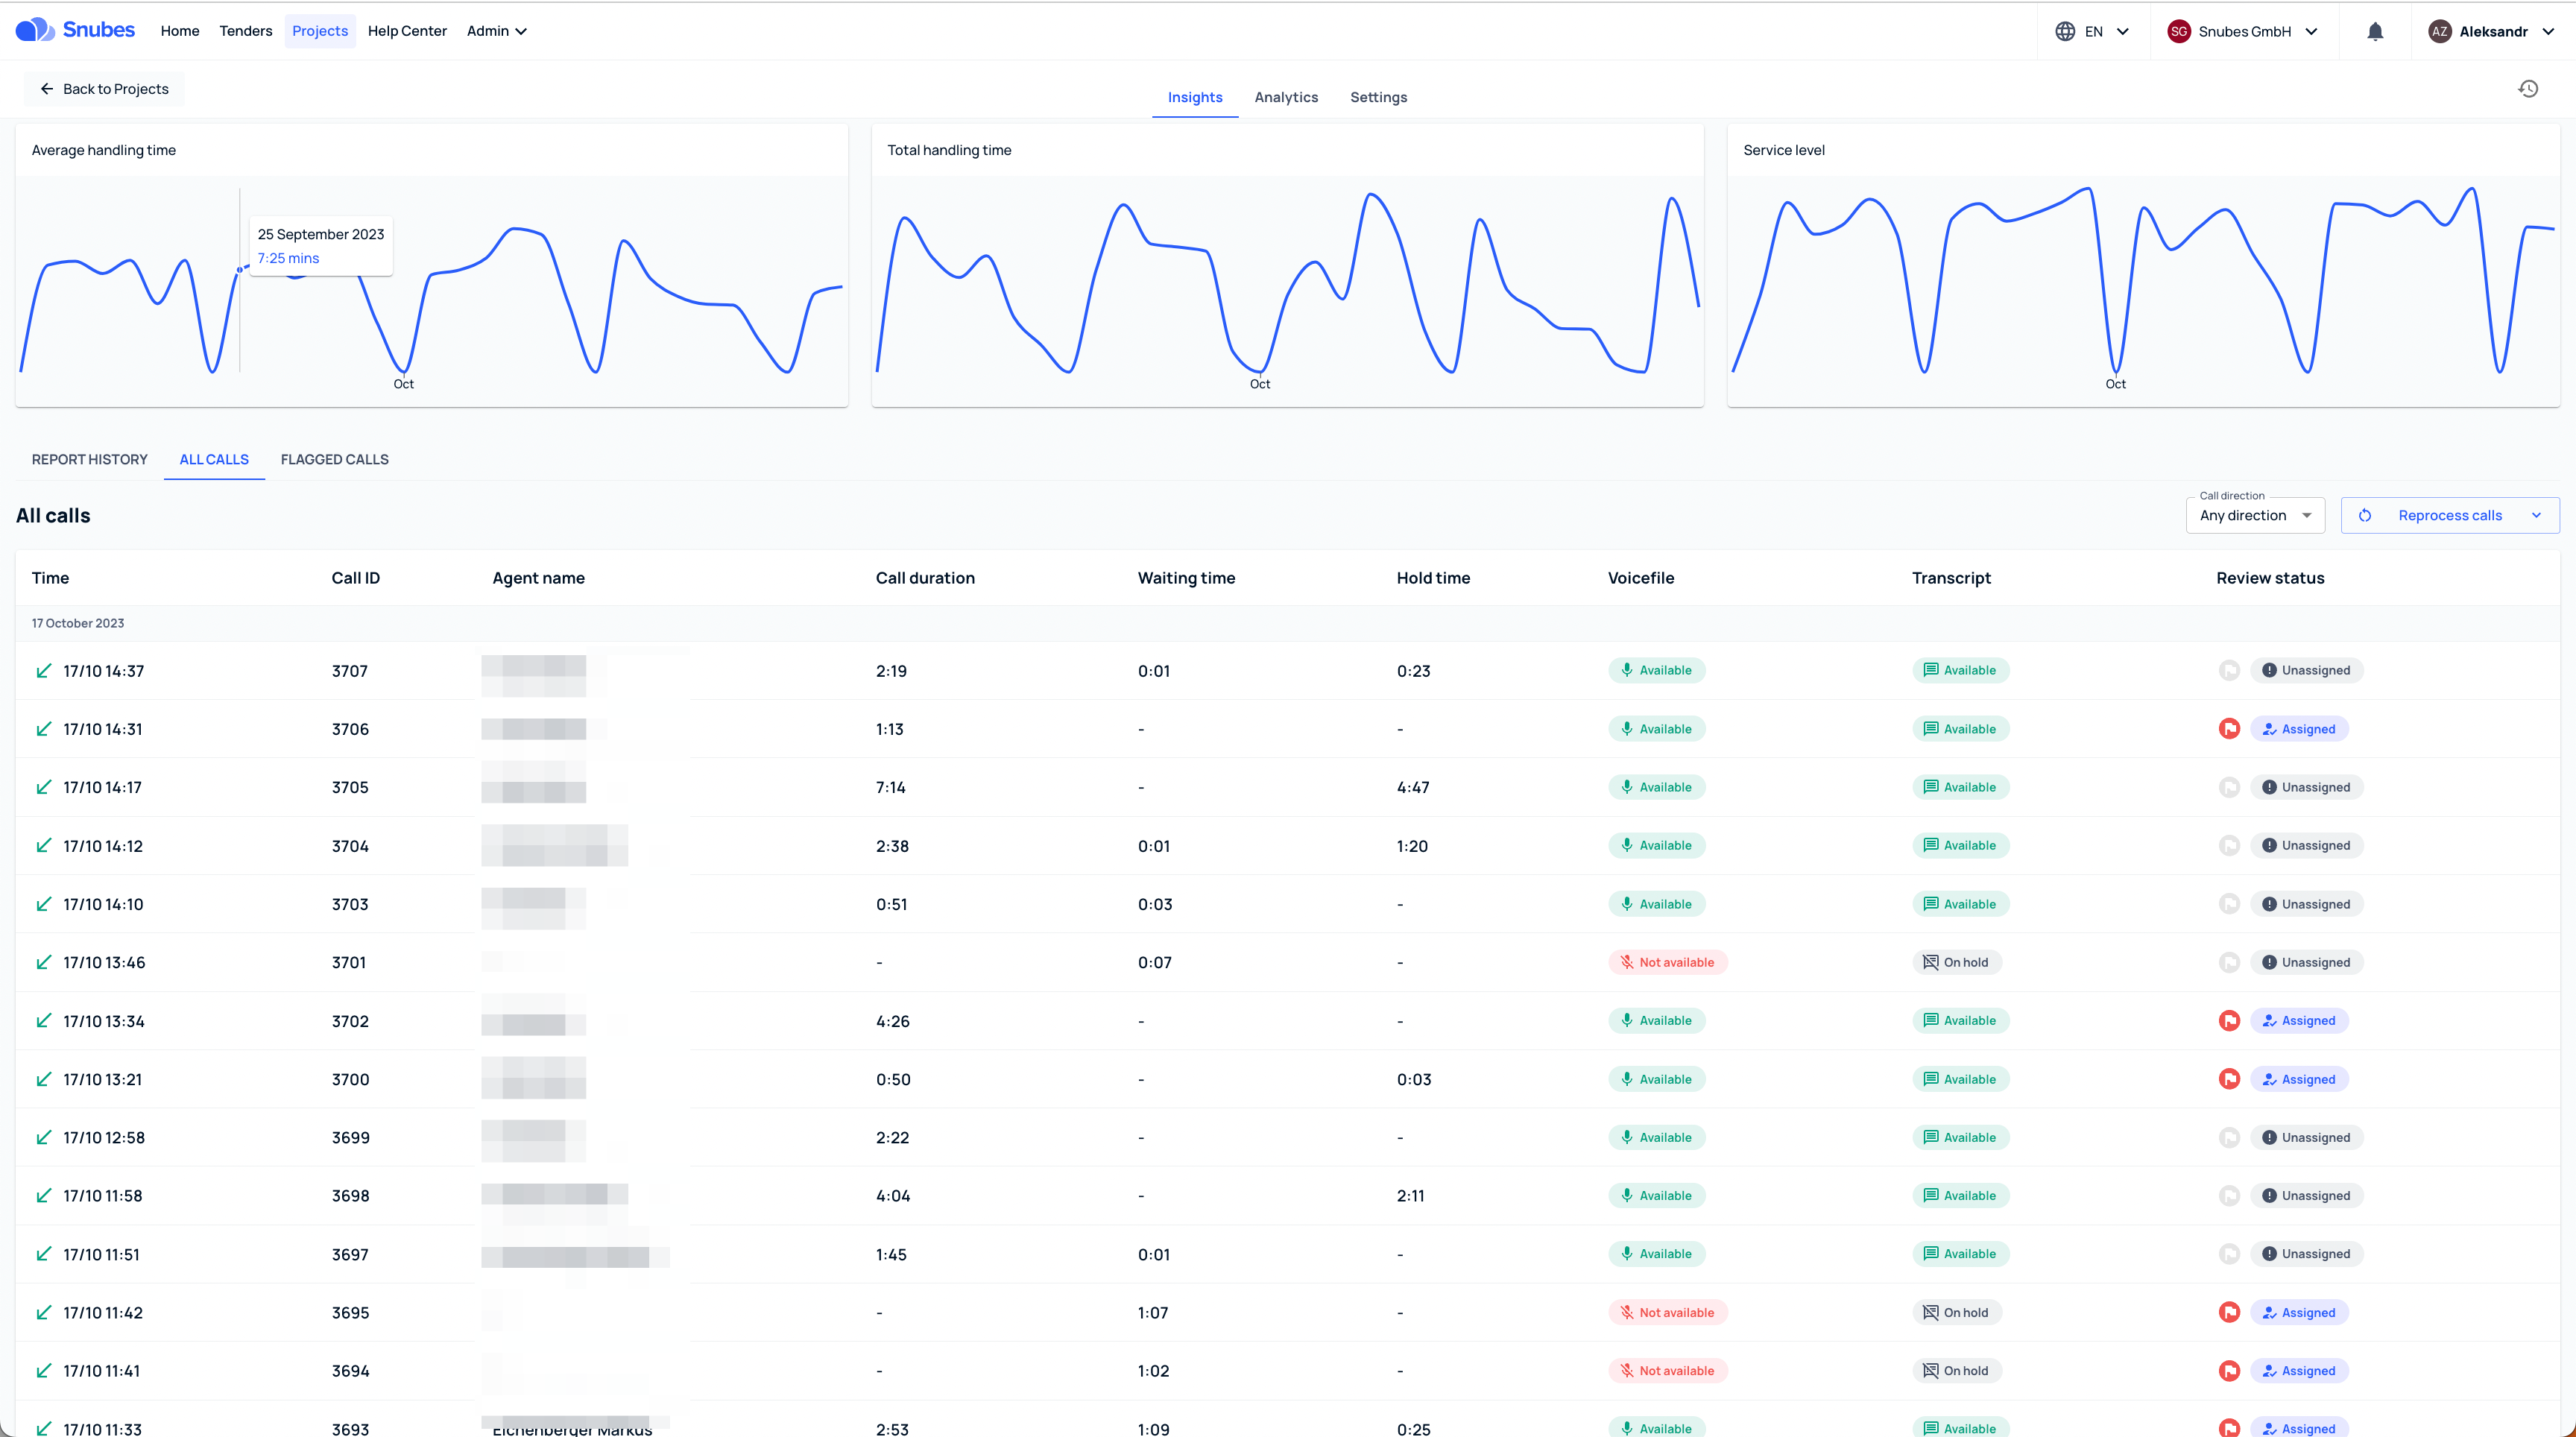 Snubes Home Tenders Projects Help Center Admin EN SG Snubes GmbH AZ Aleksandr
Back to Projects Insights Analytics Settings
Average handling time Total handling time Service level
25 September 2023
7:25 mins
Oct Oct Oct
REPORT HISTORY ALL CALLS FLAGGED CALLS
Call direction
All calls Any direction Reprocess calls
Time Call ID Agent name Call duration Waiting time Hold time Voicefile Transcript Review status
17 October 2023
17/10 14:37 3707 2:19 0:01 0:23 Available Available Unassigned
17/10 14:31 3706 1:13 - - Available Available Assigned
17/10 14:17 3705 7:14 - 4:47 Available Available Unassigned
17/10 14:12 3704 2:38 0:01 1:20 Available Available Unassigned
17/10 14:10 3703 0:51 0:03 - Available Available Unassigned
17/10 13:46 3701 - 0:07 - Not available On hold Unassigned
17/10 13:34 3702 4:26 - - Available Available Assigned
17/10 13:21 3700 0:50 - 0:03 Available Available Assigned
17/10 12:58 3699 2:22 - - Available Available Unassigned
17/10 11:58 3698 4:04 - 2:11 Available Available Unassigned
17/10 11:51 3697 1:45 0:01 - Available Available Unassigned
17/10 11:42 3695 - 1:07 - Not available On hold Assigned
17/10 11:41 3694 - 1:02 - Not available On hold Assigned
17/10 11:33 3693 Eichenberger Markus 2:53 1:09 0:25 Available Available Assigned